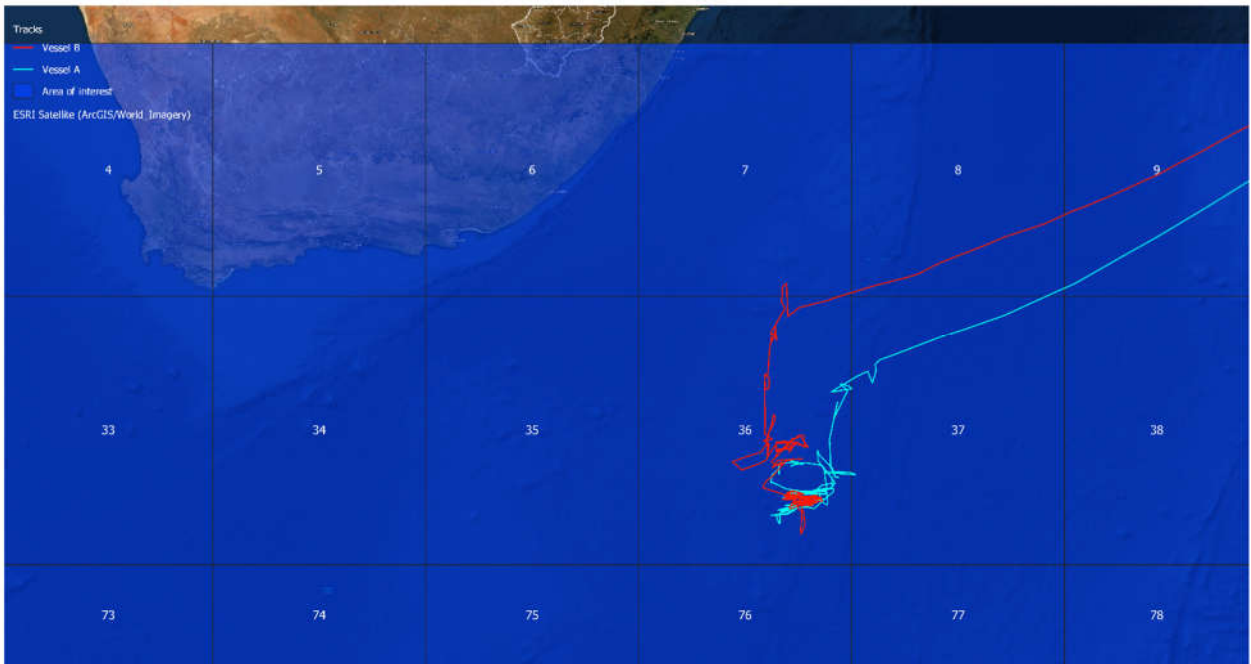 Tracks
Vessel B
Vessel A
Area of interest
ESRI Satellite (ArcGIS/World_Imagery)
4 5 6 7 8 9
33 34 35 36 37 38
73 74 75 76 77 78